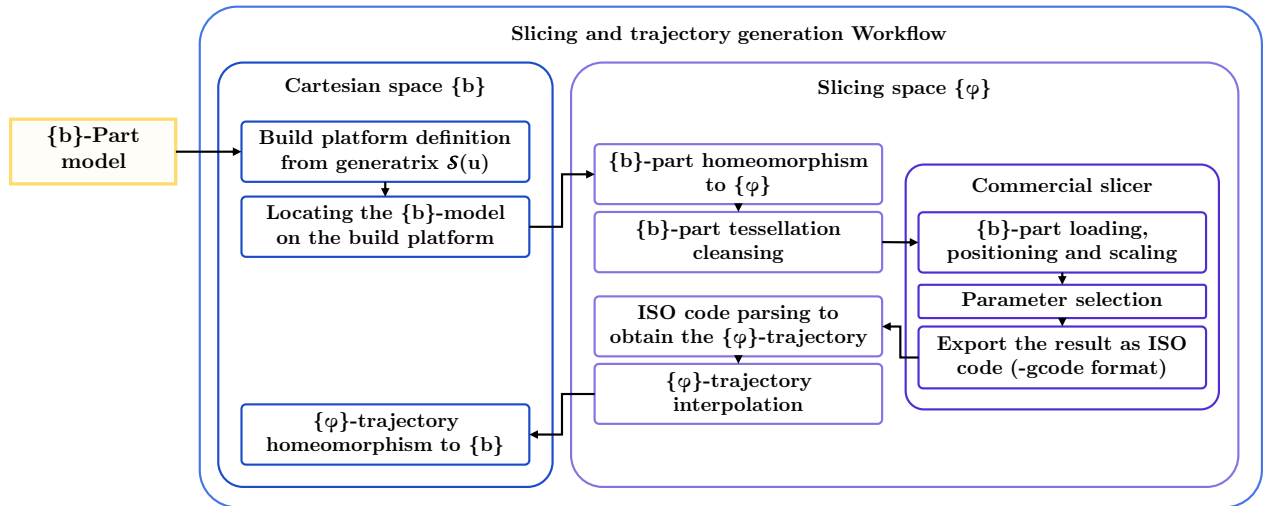 Slicing and trajectory generation Workflow
Cartesian space {b}
Slicing space {φ}
{b}-Part
model
Build platform definition
from generatrix 𝓢(u)
Locating the {b}-model
on the build platform
{b}-part homeomorphism
to {φ}
{b}-part tessellation
cleansing
Commercial slicer
{b}-part loading,
positioning and scaling
Parameter selection
Export the result as ISO
code (-gcode format)
ISO code parsing to
obtain the {φ}-trajectory
{φ}-trajectory
interpolation
{φ}-trajectory
homeomorphism to {b}